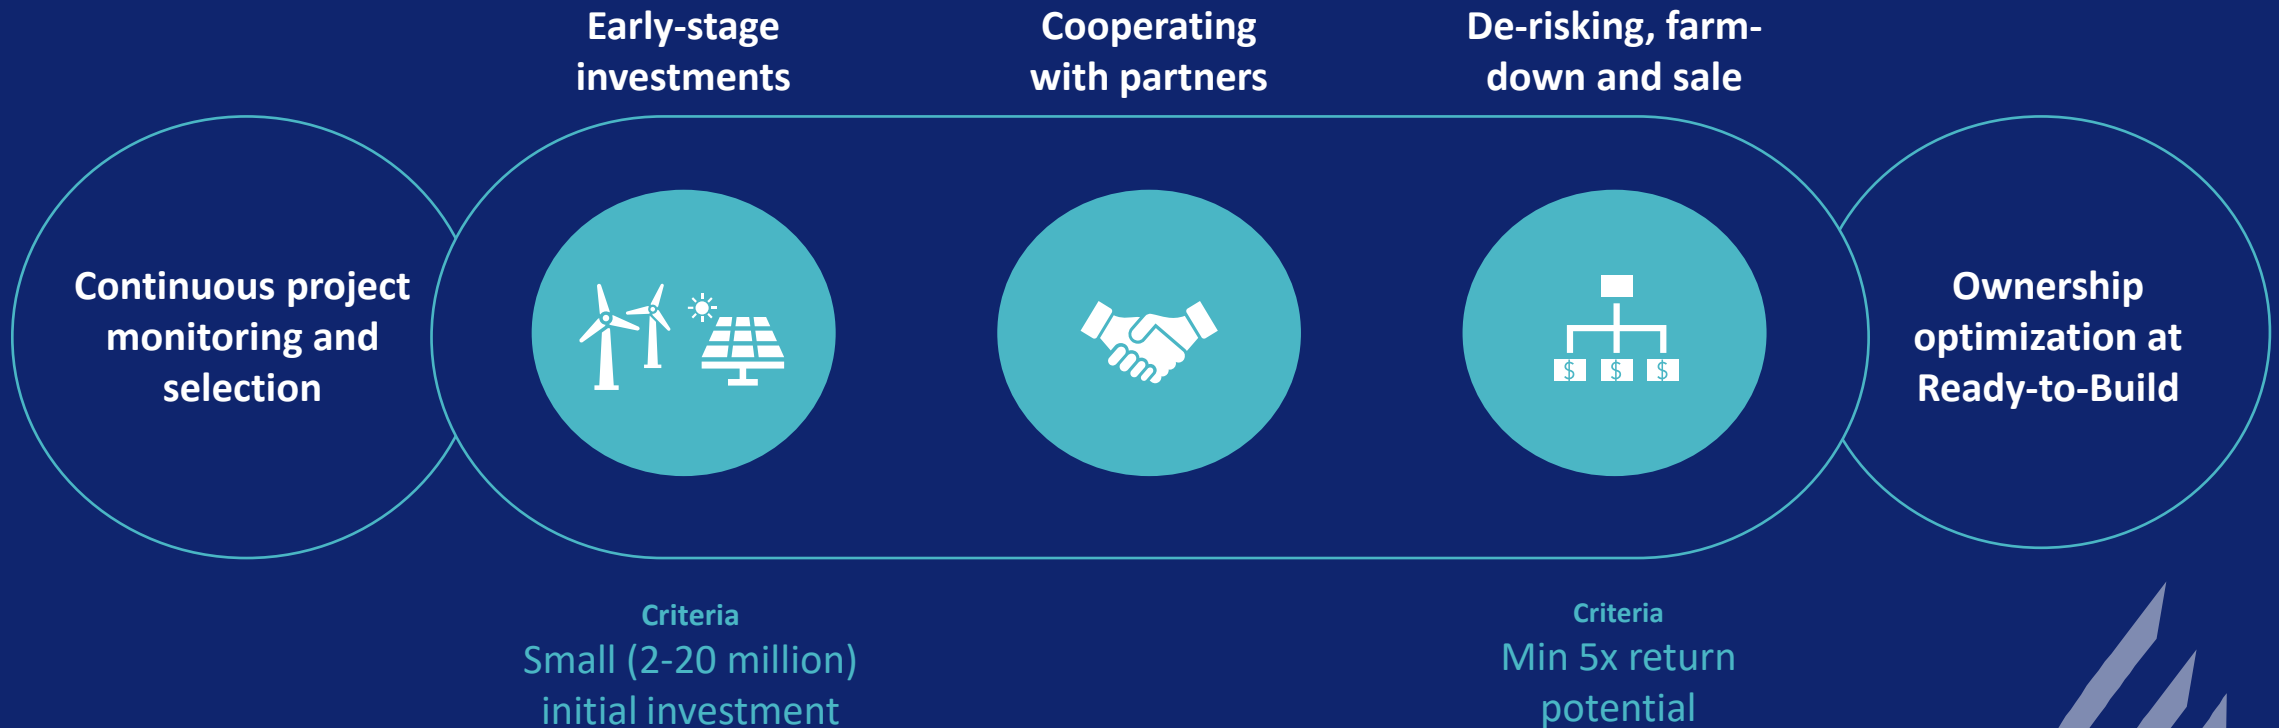 Early-stage
investments
Cooperating
with partners
De-risking, farm-
down and sale
Continuous project
monitoring and
selection
$ $ $
Ownership
optimization at
Ready-to-Build
Criteria
Small (2-20 million)
initial investment
Criteria
Min 5x return
potential